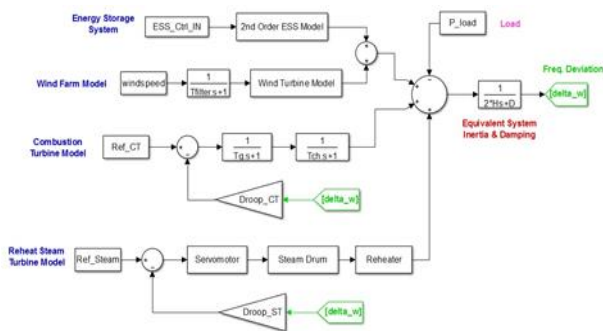 Energy Storage
System
ESS_Ctrl_IN
2nd Order ESS Model
P_load
Load
Wind Farm Model
windspeed
1
Tfilter.s+1
Wind Turbine Model
Freq. Deviation
1
2*Hs+D
[delta_w]
Equivalent System
Inertia & Damping
Combustion
Turbine Model
Ref_CT
1
Tg.s+1
1
Tch.s+1
Droop_CT
[delta_w]
Reheat Steam
Turbine Model
Ref_Steam
Servomotor
Steam Drum
Reheater
Droop_ST
[delta_w]